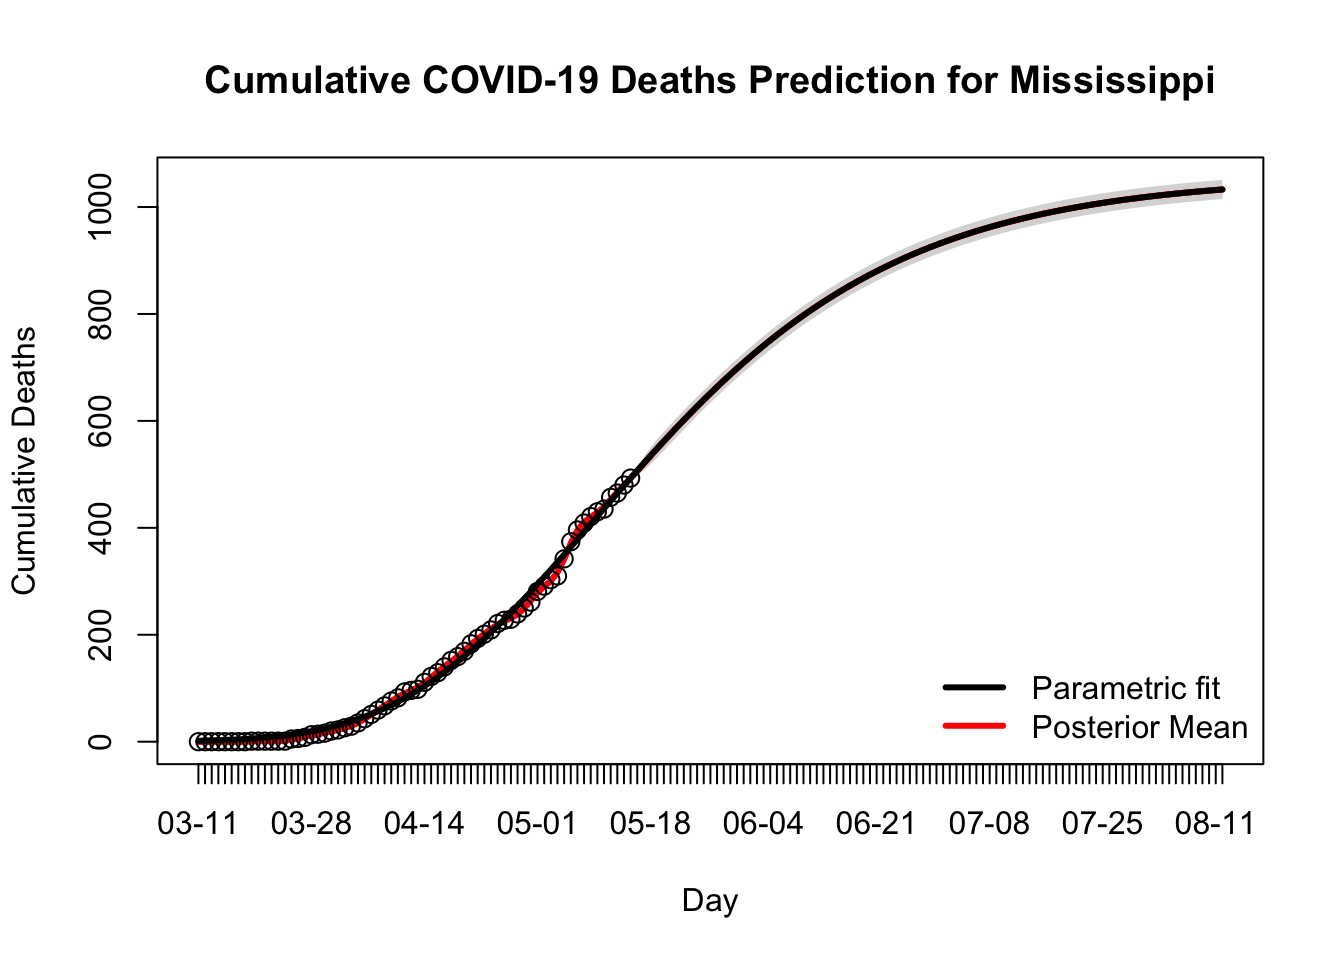 Cumulative COVID-19 Deaths Prediction for Mississippi
Cumulative Deaths
1000
800
600
400
200
0
Parametric fit
Posterior Mean
03-11 03-28 04-14 05-01 05-18 06-04 06-21 07-08 07-25 08-11
Day